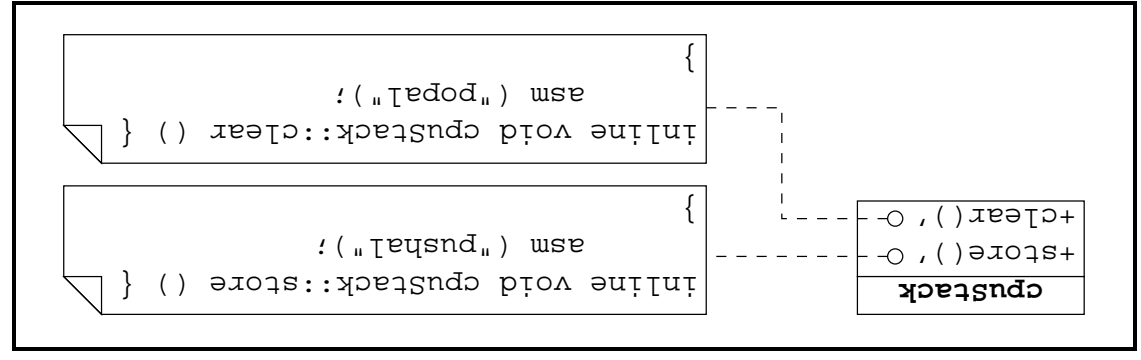 cpuStack
+store(),
+clear(),
inline void cpuStack::store () {
asm ("pushal");
}
inline void cpuStack::clear () {
asm ("popal");
}